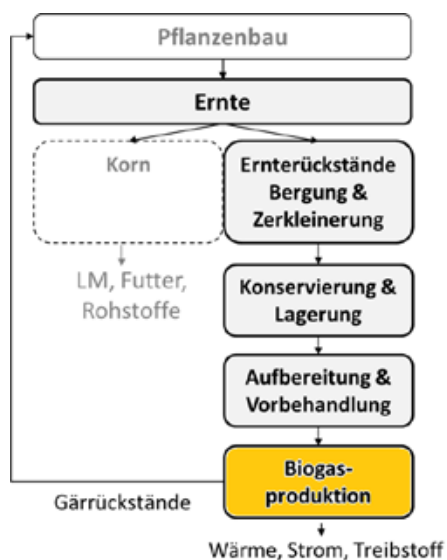 Pflanzenbau
Ernte
Korn
Ernterückstände
Bergung &
Zerkleinerung
LM, Futter,
Rohstoffe
Konservierung &
Lagerung
Aufbereitung &
Vorbehandlung
Biogas-
produktion
Gärrückstände
Wärme, Strom, Treibstoff